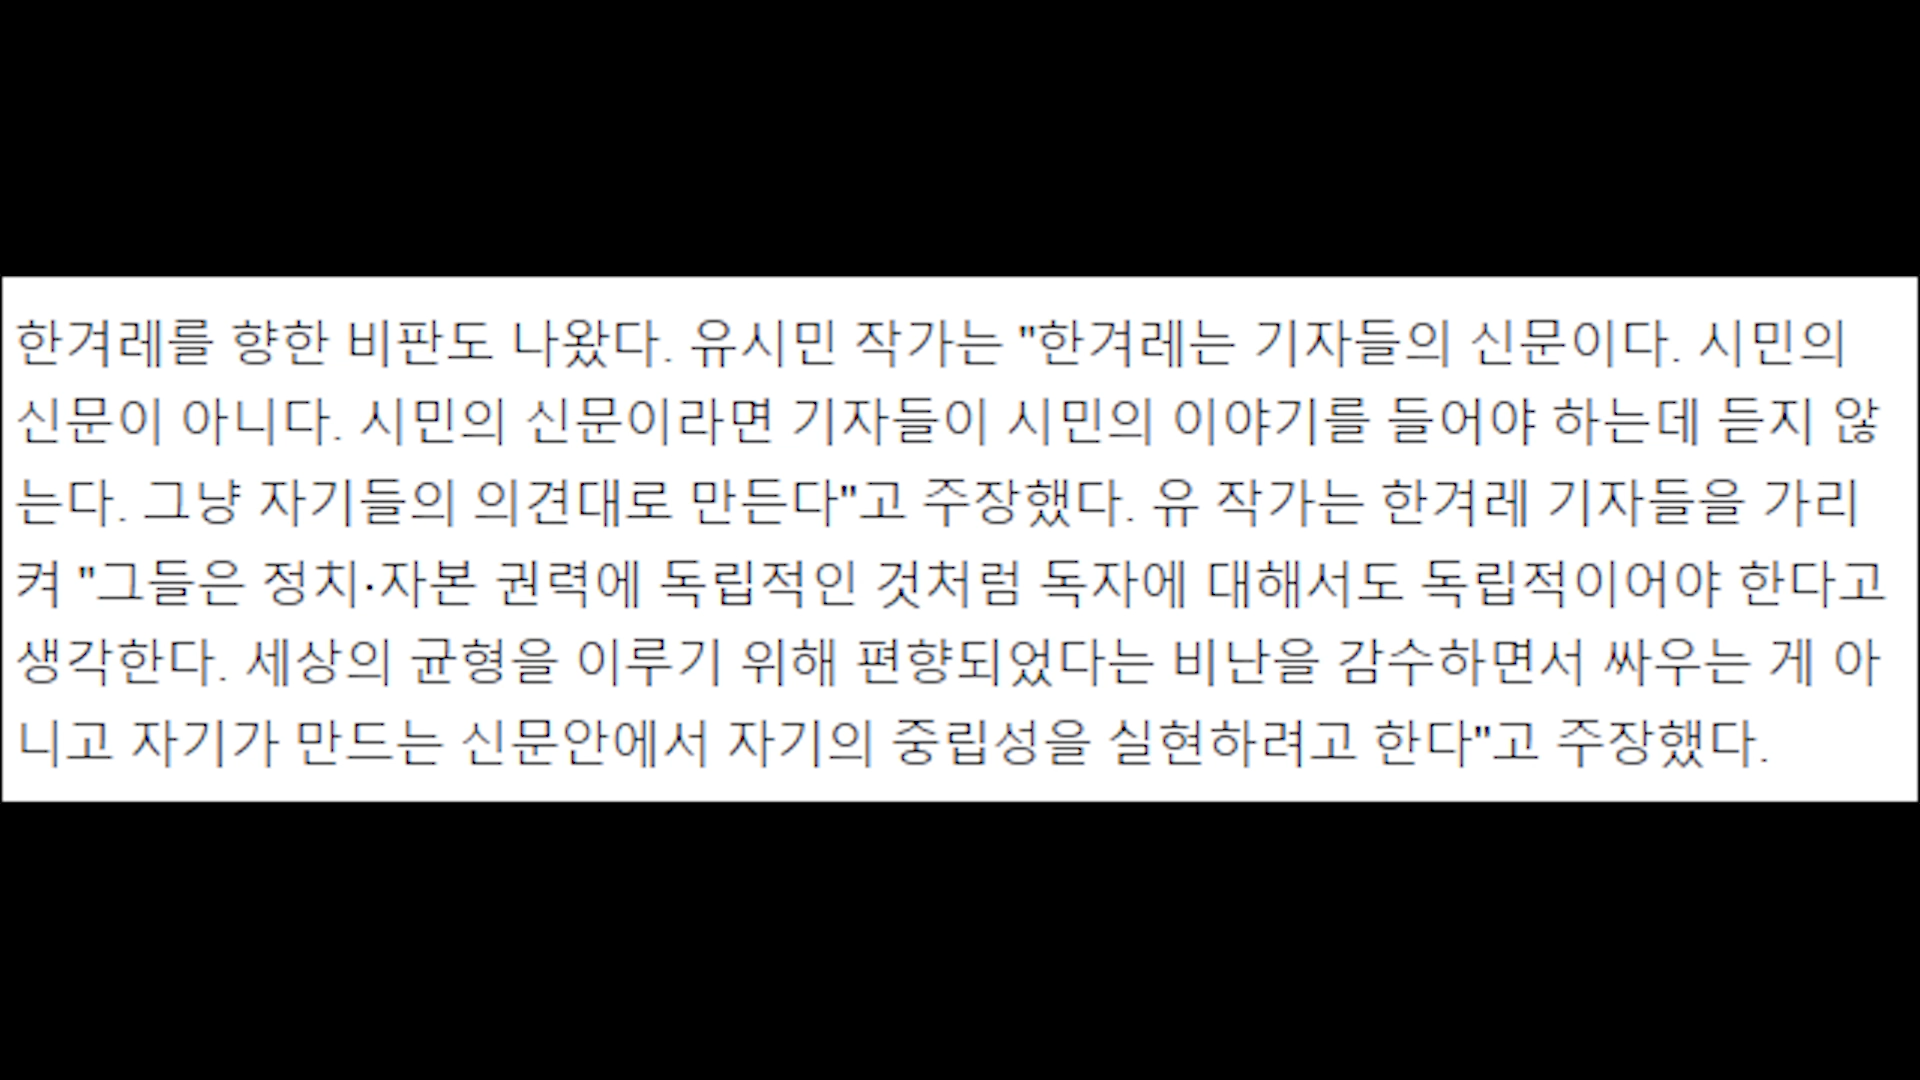 한겨레를 향한 비판도 나왔다. 유시민 작가는 "한겨레는 기자들의 신문이다. 시민의
신문이 아니다. 시민의 신문이라면 기자들이 시민의 이야기를 들어야 하는데 듣지 않
는다. 그냥 자기들의 의견대로 만든다"고 주장했다. 유 작가는 한겨레 기자들을 가리
켜 "그들은 정치·자본 권력에 독립적인 것처럼 독자에 대해서도 독립적이어야 한다고
생각한다. 세상의 균형을 이루기 위해 편향되었다는 비난을 감수하면서 싸우는 게 아
니고 자기가 만드는 신문안에서 자기의 중립성을 실현하려고 한다"고 주장했다.